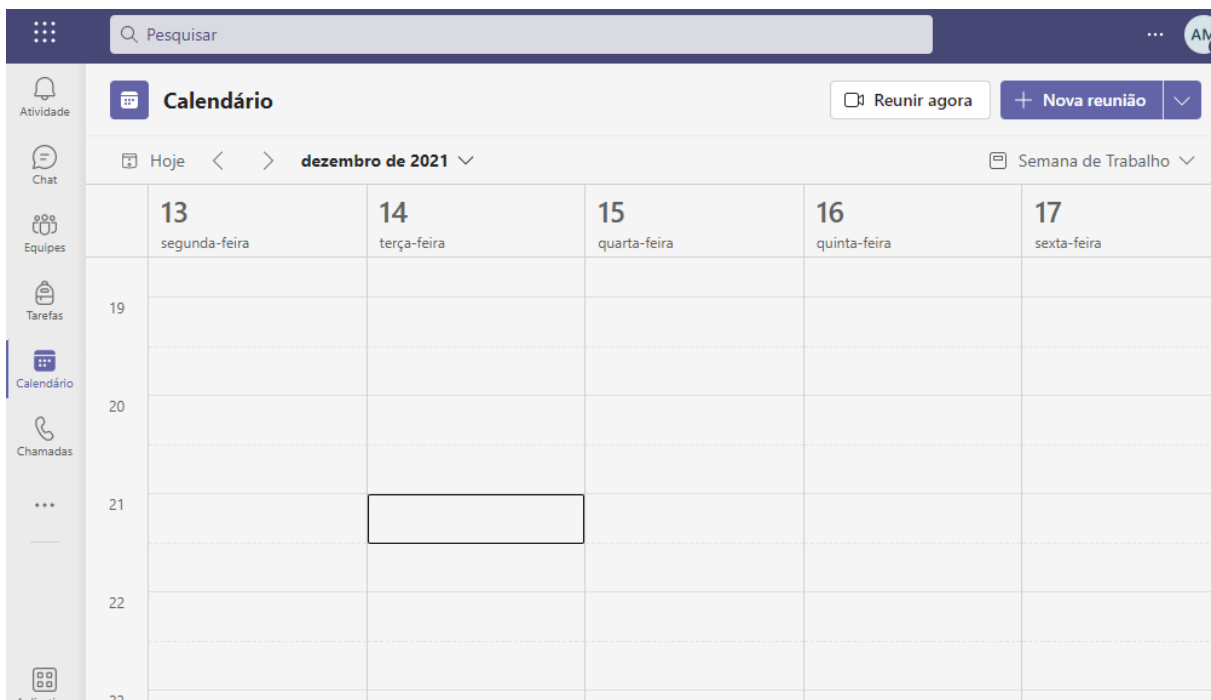 Pesquisar
AM
Atividade
Calendário
Reunir agora
Nova reunião
Chat
Hoje
dezembro de 2021
Semana de Trabalho
Equipes
13
14
15
16
17
segunda-feira
terça-feira
quarta-feira
quinta-feira
sexta-feira
Tarefas
19
Calendário
20
Chamadas
21
22